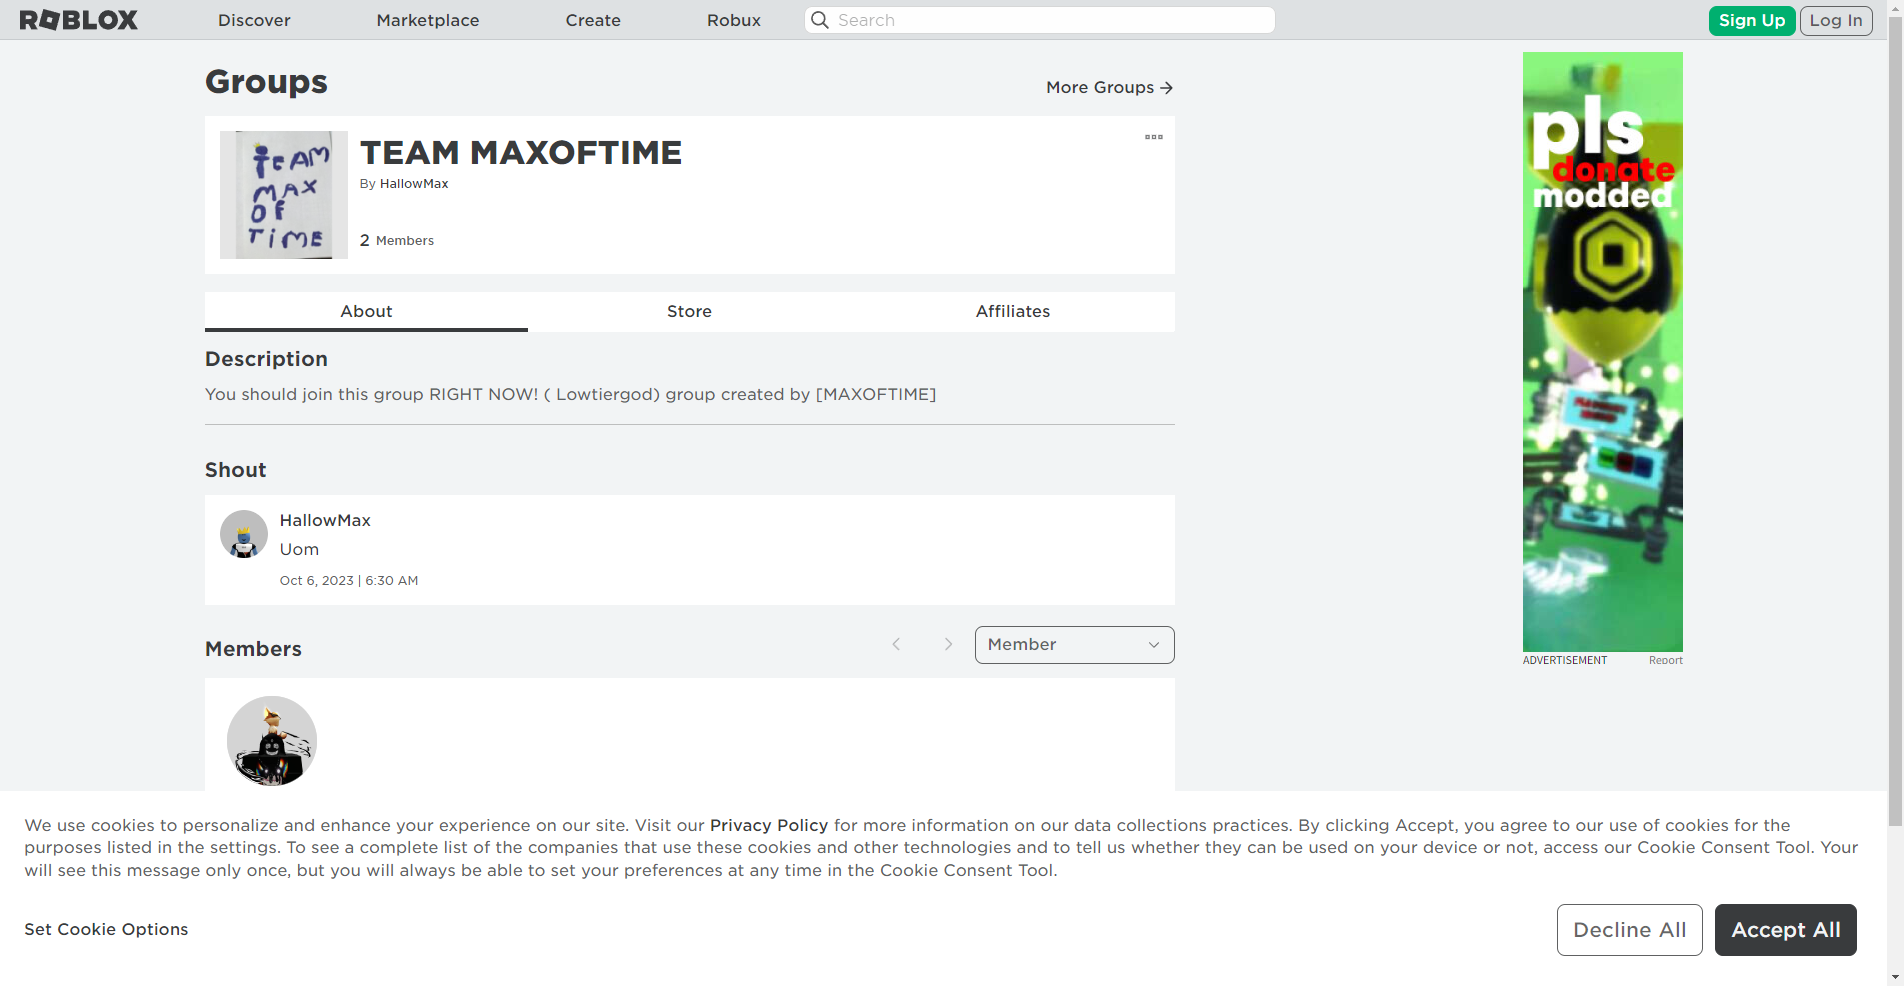 ROBLOX
Discover
Marketplace
Create
Robux
Search
Sign Up
Log In
Groups
More Groups
TEAM
MAX
OF
TIME
TEAM MAXOFTIME
By HallowMax
2 Members
About
Store
Affiliates
Description
You should join this group RIGHT NOW! ( Lowtiergod) group created by [MAXOFTIME]
Shout
HallowMax
Uom
Oct 6, 2023 | 6:30 AM
Members
Member
pls
donate
modded
ADVERTISEMENT
Report
We use cookies to personalize and enhance your experience on our site. Visit our Privacy Policy for more information on our data collections practices. By clicking Accept, you agree to our use of cookies for the
purposes listed in the settings. To see a complete list of the companies that use these cookies and other technologies and to tell us whether they can be used on your device or not, access our Cookie Consent Tool. Your
will see this message only once, but you will always be able to set your preferences at any time in the Cookie Consent Tool.
Set Cookie Options
Decline All
Accept All